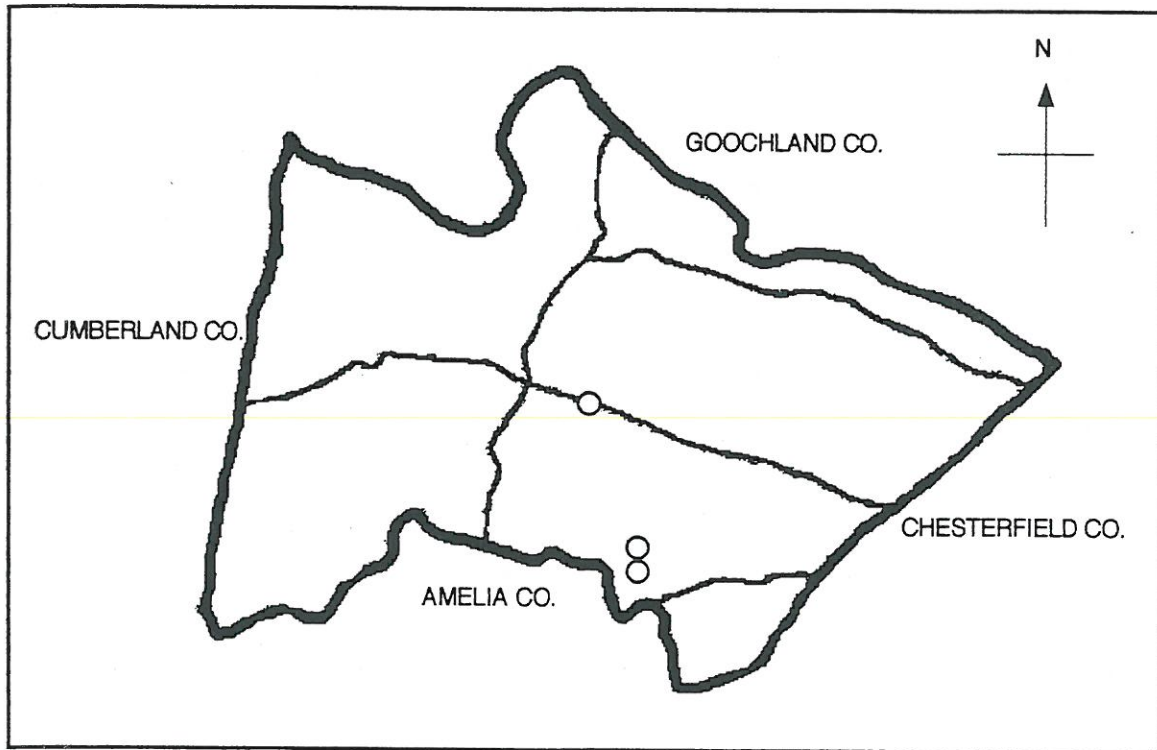 N
GOOCHLAND CO.
CUMBERLAND CO.
CHESTERFIELD CO.
AMELIA CO.